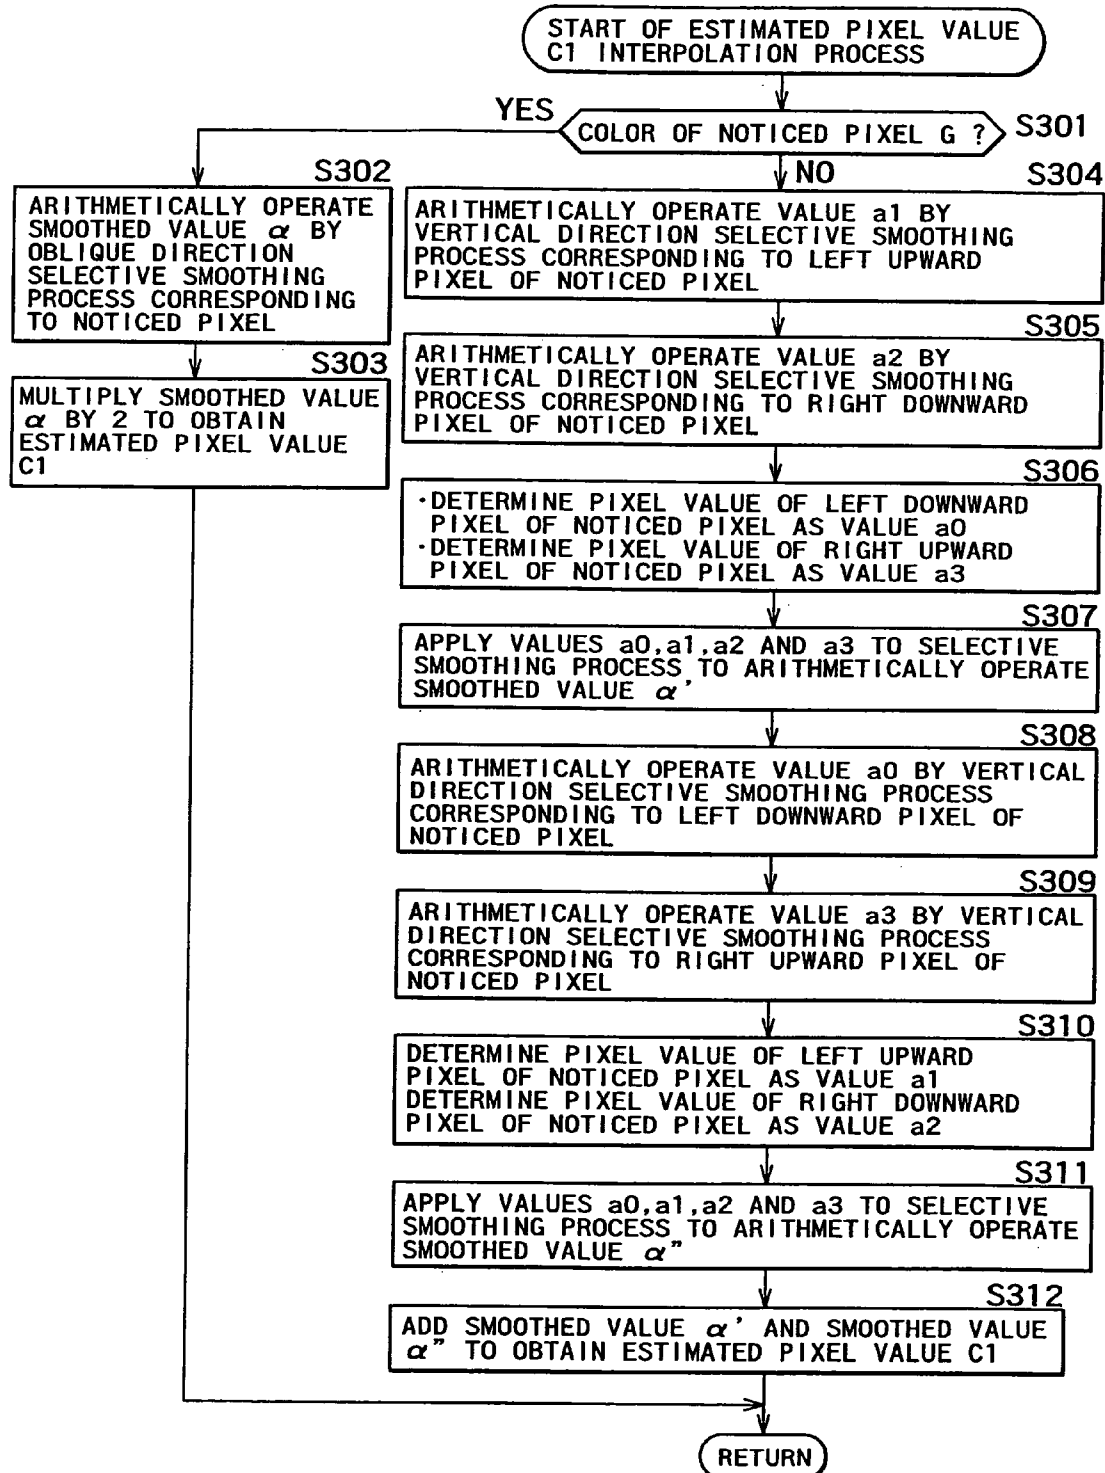 START OF ESTIMATED PIXEL VALUE
C1 INTERPOLATION PROCESS
YES
COLOR OF NOTICED PIXEL G ?
S301
NO
S302
ARITHMETICALLY OPERATE
SMOOTHED VALUE α BY
OBLIQUE DIRECTION
SELECTIVE SMOOTHING
PROCESS CORRESPONDING
TO NOTICED PIXEL
S303
MULTIPLY SMOOTHED VALUE
α BY 2 TO OBTAIN
ESTIMATED PIXEL VALUE
C1
S304
ARITHMETICALLY OPERATE VALUE a1 BY
VERTICAL DIRECTION SELECTIVE SMOOTHING
PROCESS CORRESPONDING TO LEFT UPWARD
PIXEL OF NOTICED PIXEL
S305
ARITHMETICALLY OPERATE VALUE a2 BY
VERTICAL DIRECTION SELECTIVE SMOOTHING
PROCESS CORRESPONDING TO RIGHT DOWNWARD
PIXEL OF NOTICED PIXEL
S306
·DETERMINE PIXEL VALUE OF LEFT DOWNWARD
PIXEL OF NOTICED PIXEL AS VALUE a0
·DETERMINE PIXEL VALUE OF RIGHT UPWARD
PIXEL OF NOTICED PIXEL AS VALUE a3
S307
APPLY VALUES a0,a1,a2 AND a3 TO SELECTIVE
SMOOTHING PROCESS TO ARITHMETICALLY OPERATE
SMOOTHED VALUE α'
S308
ARITHMETICALLY OPERATE VALUE a0 BY VERTICAL
DIRECTION SELECTIVE SMOOTHING PROCESS
CORRESPONDING TO LEFT DOWNWARD PIXEL OF
NOTICED PIXEL
S309
ARITHMETICALLY OPERATE VALUE a3 BY VERTICAL
DIRECTION SELECTIVE SMOOTHING PROCESS
CORRESPONDING TO RIGHT UPWARD PIXEL OF
NOTICED PIXEL
S310
DETERMINE PIXEL VALUE OF LEFT UPWARD
PIXEL OF NOTICED PIXEL AS VALUE a1
DETERMINE PIXEL VALUE OF RIGHT DOWNWARD
PIXEL OF NOTICED PIXEL AS VALUE a2
S311
APPLY VALUES a0,a1,a2 AND a3 TO SELECTIVE
SMOOTHING PROCESS TO ARITHMETICALLY OPERATE
SMOOTHED VALUE α"
S312
ADD SMOOTHED VALUE α' AND SMOOTHED VALUE
α" TO OBTAIN ESTIMATED PIXEL VALUE C1
RETURN